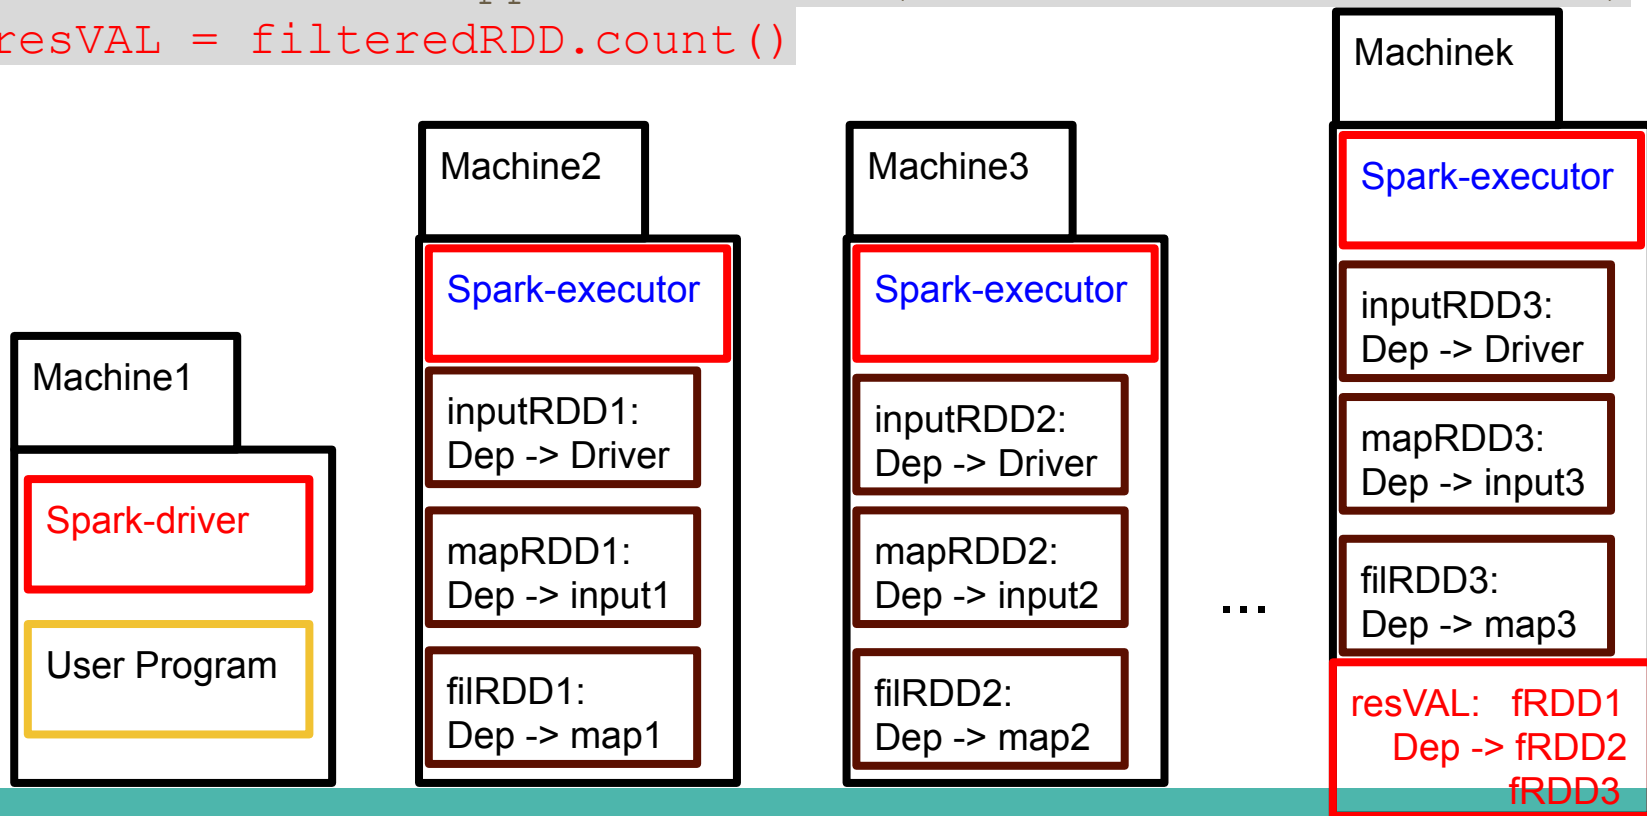 resVAL = filteredRDD.count()
Machine1
Spark-driver
User Program
Machine2
Spark-executor
inputRDD1:
Dep -> Driver
mapRDD1:
Dep -> input1
filRDD1:
Dep -> map1
Machine3
Spark-executor
inputRDD2:
Dep -> Driver
mapRDD2:
Dep -> input2
filRDD2:
Dep -> map2
...
Machinek
Spark-executor
inputRDD3:
Dep -> Driver
mapRDD3:
Dep -> input3
filRDD3:
Dep -> map3
resVAL: fRDD1
Dep -> fRDD2
fRDD3